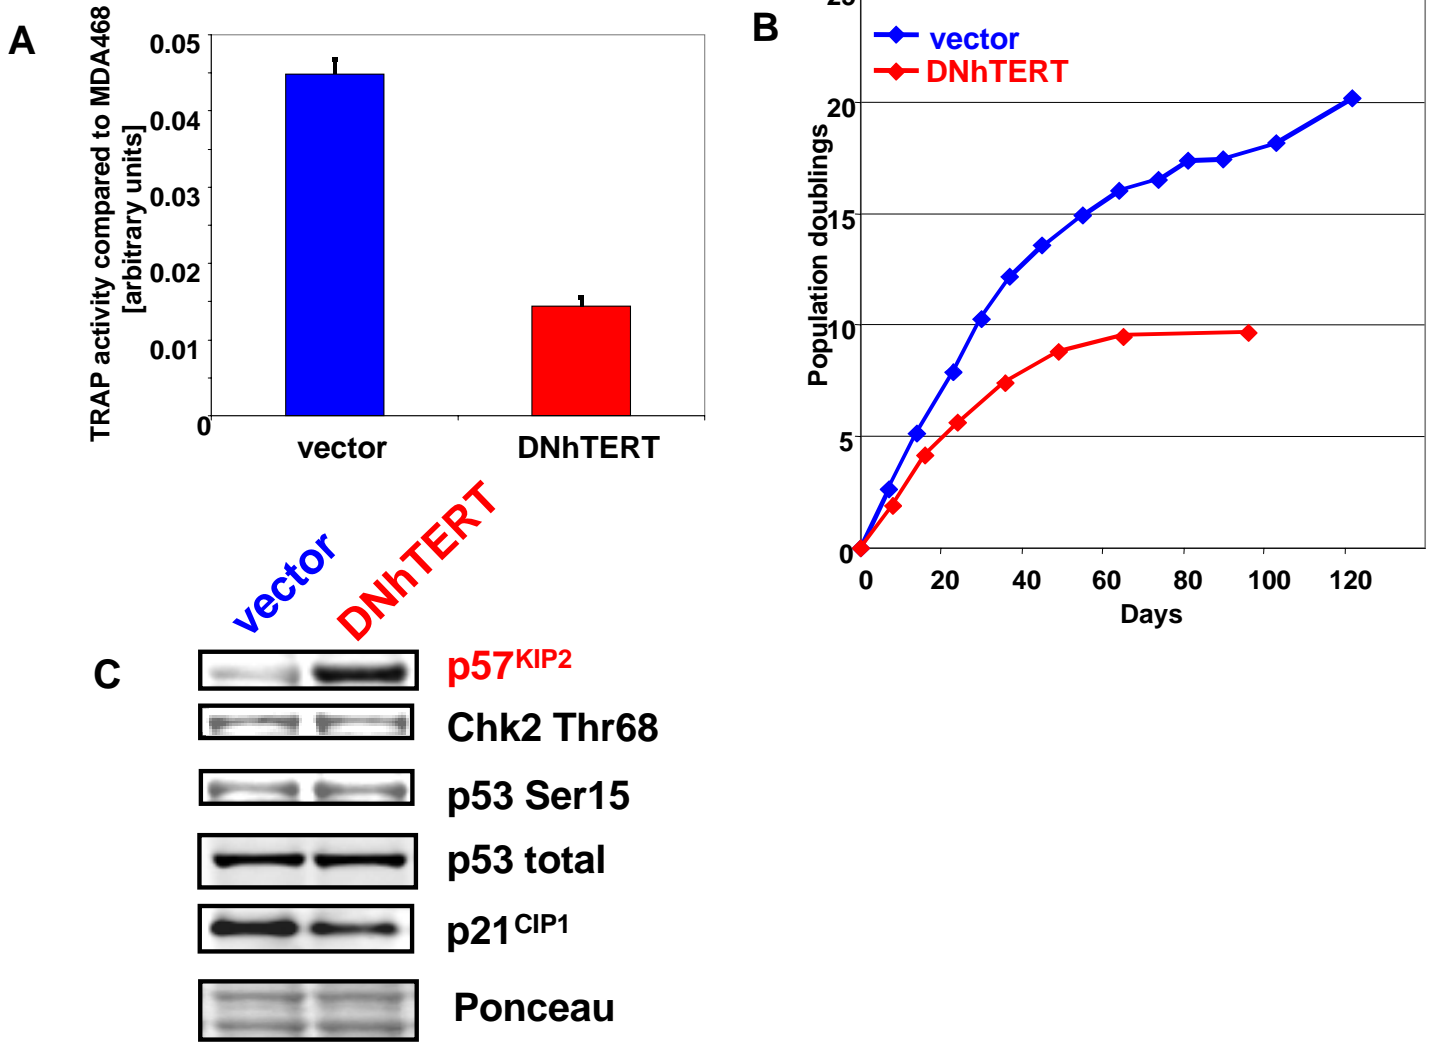 A
TRAP activity compared to MDA468
[arbitrary units]
0.05
0.04
0.03
0.02
0.01
0
vector
DNhTERT
B
25
vector
DNhTERT
Population doublings
20
15
10
5
0
0 20 40 60 80 100 120
Days
vector
DNhTERT
C
p57KIP2
Chk2 Thr68
p53 Ser15
p53 total
p21CIP1
Ponceau